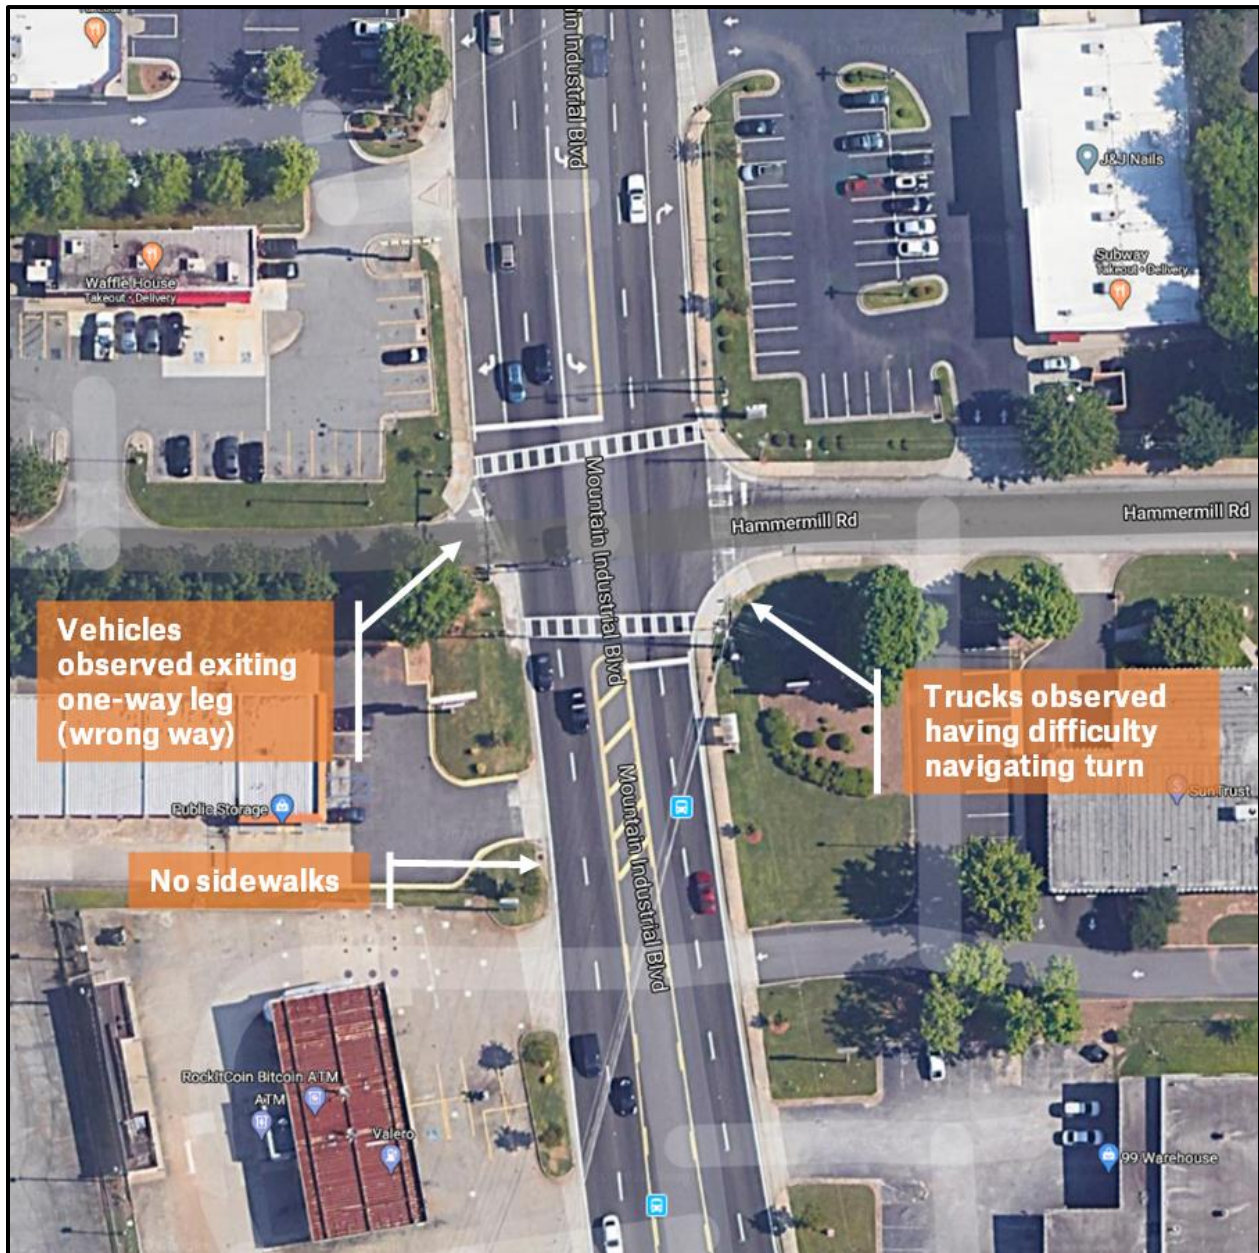 Mountain Industrial Blvd
J&J Nails
Subway
Takeout • Delivery
Waffle House
Takeout • Delivery
Mountain Industrial Blvd
Hammermill Rd
Hammermill Rd
Vehicles
observed exiting
one-way leg
(wrong way)
Trucks observed
having difficulty
navigating turn
Mountain Industrial Blvd
Public Storage
SunTrust
No sidewalks
RockItCoin Bitcoin ATM
ATM
Valero
99 Warehouse